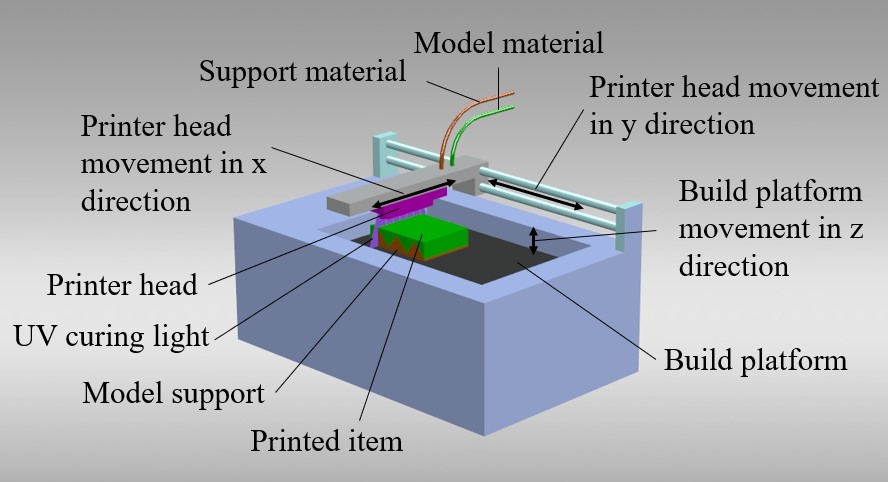 Model material
Support material
Printer head movement
in y direction
Printer head
movement in x
direction
Build platform
movement in z
direction
Printer head
UV curing light
Build platform
Model support
Printed item